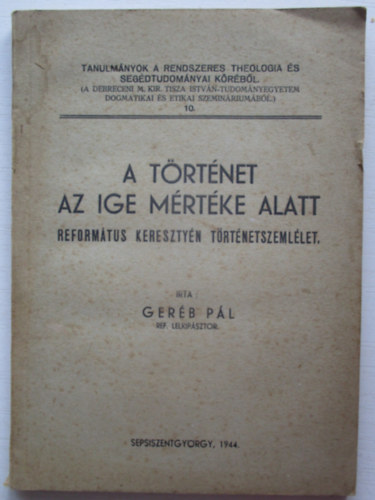 TANULMÁNYOK A RENDSZERES THEOLOGIA ÉS
SEGÉDTUDOMÁNYAI KÖRÉBŐL
(A DEBRECENI M. KIR. TISZA ISTVÁN-TUDOMÁNYEGYETEM
DOGMATIKAI ÉS ETIKAI SZEMINÁRIUMÁBÓL)
10.
A TÖRTÉNET
AZ IGE MÉRTÉKE ALATT
REFORMÁTUS KERESZTYÉN TÖRTÉNETSZEMLÉLET.
IRTA:
GERÉB PÁL
REF. LELKIPÁSZTOR.
SEPSISZENTGYÖRGY, 1944.